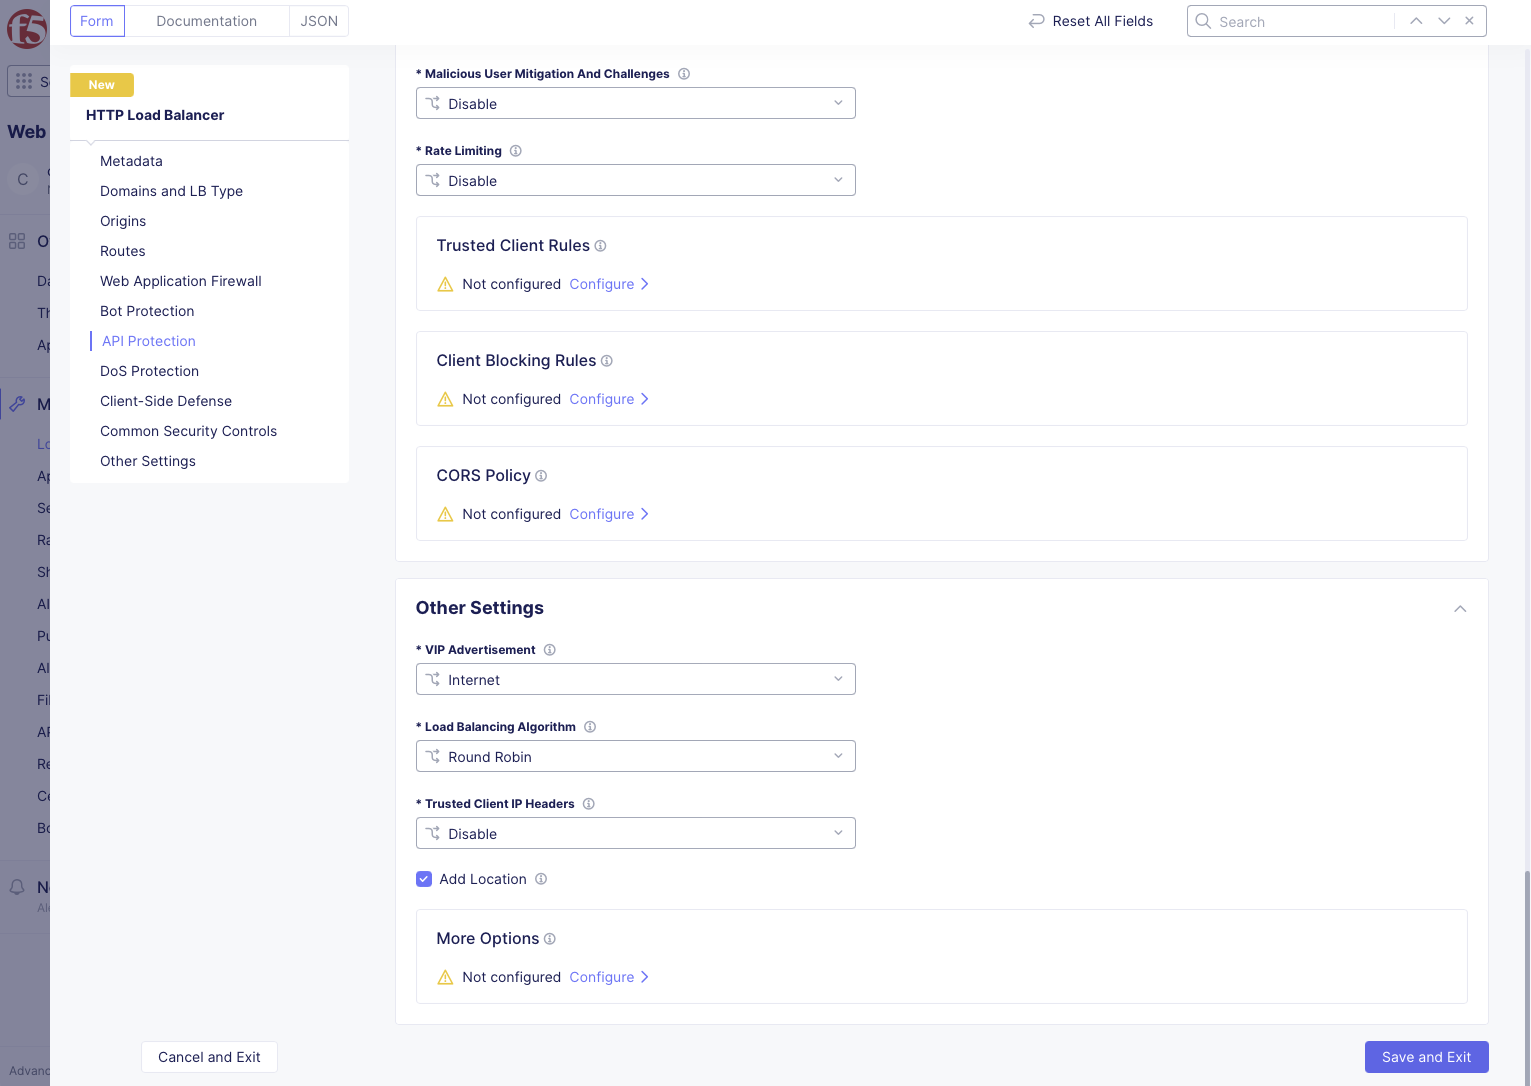 Form
Documentation
JSON
Reset All Fields
Search
f5
Web
C
New
HTTP Load Balancer
Metadata
Domains and LB Type
Origins
Routes
Web Application Firewall
Bot Protection
API Protection
DoS Protection
Client-Side Defense
Common Security Controls
Other Settings
* Malicious User Mitigation And Challenges
Disable
* Rate Limiting
Disable
Trusted Client Rules
Not configured Configure
Client Blocking Rules
Not configured Configure
CORS Policy
Not configured Configure
Other Settings
* VIP Advertisement
Internet
* Load Balancing Algorithm
Round Robin
* Trusted Client IP Headers
Disable
Add Location
More Options
Not configured Configure
Cancel and Exit
Save and Exit